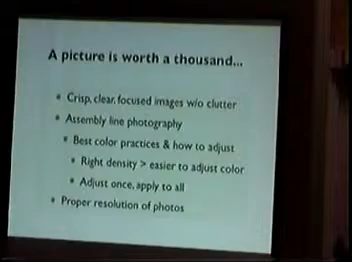 A picture is worth a thousand...
Crisp, clear, focused images w/o clutter
Assembly line photography
Best color practices & how to adjust
Right density > easier to adjust color
Adjust once, apply to all
Proper resolution of photos